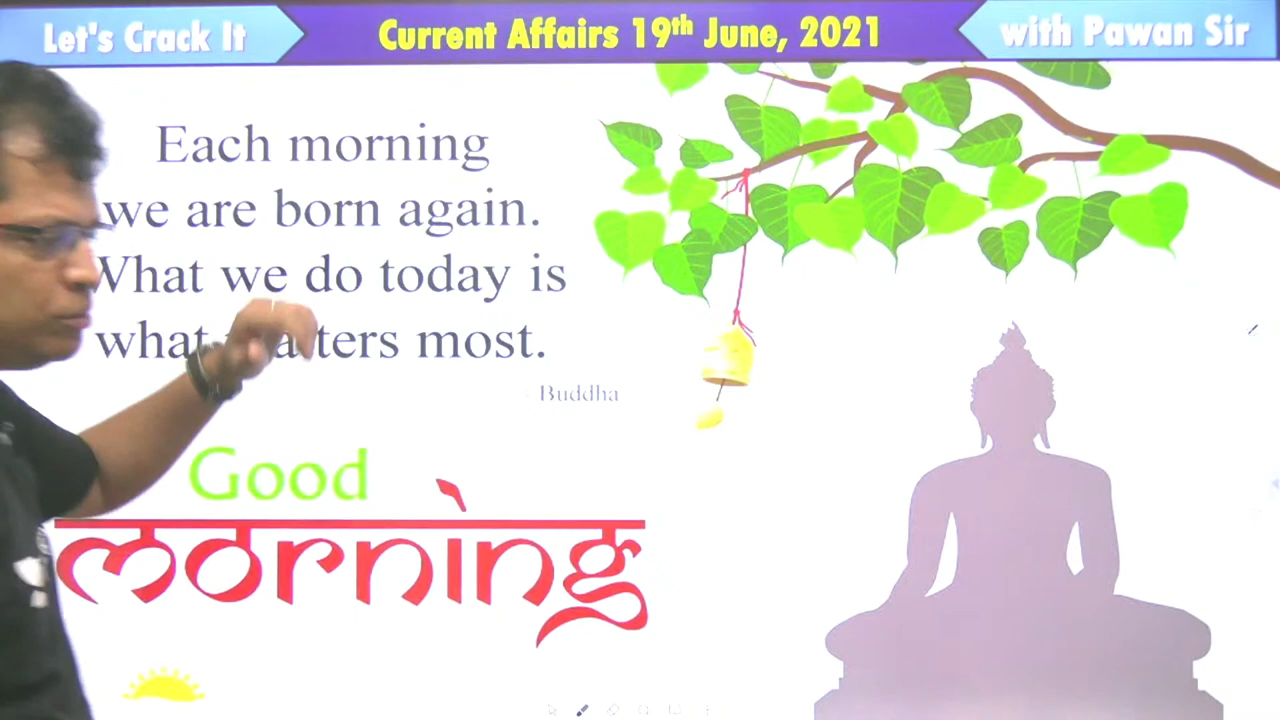 Let's Crack It
Current Affairs 19th June, 2021
with Pawan Sir
Each morning
we are born again.
What we do today is
what matters most.
- Buddha
Good
morning